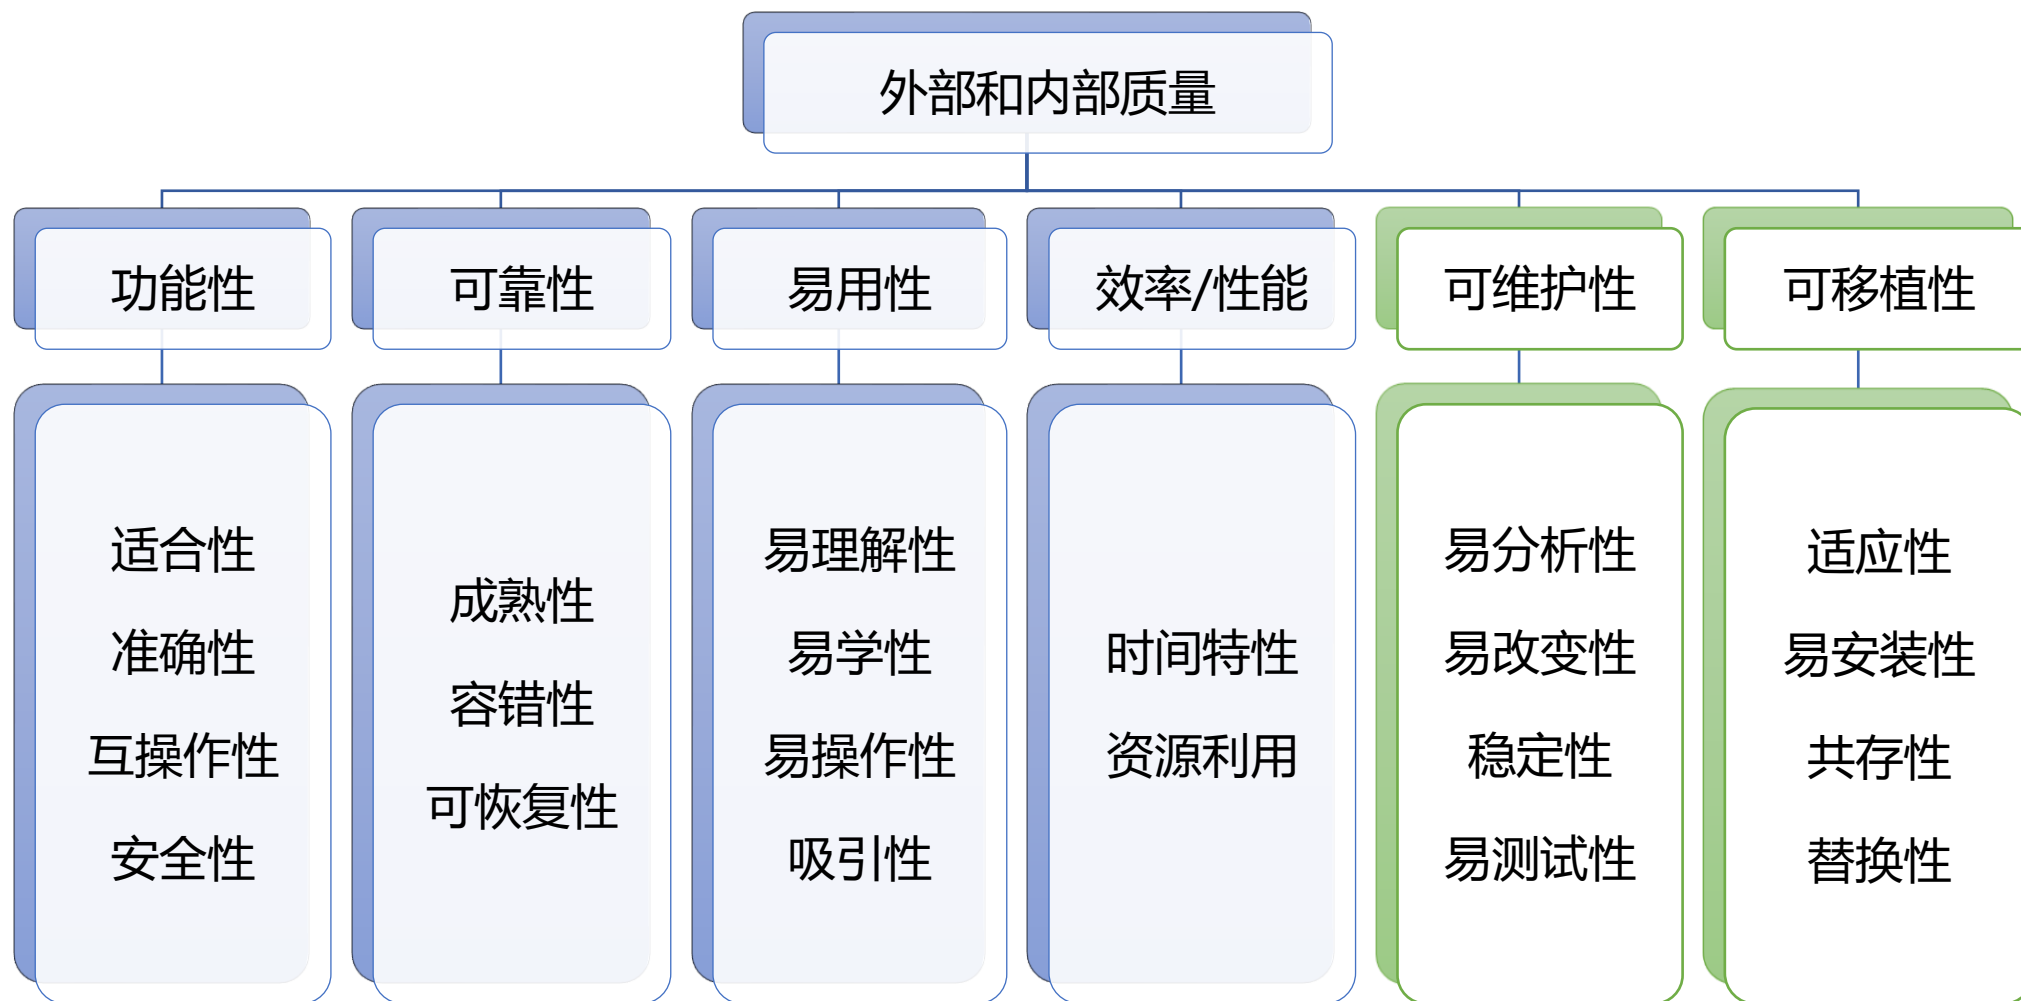 外部和内部质量
功能性
可靠性
易用性
效率/性能
可维护性
可移植性
适合性
准确性
互操作性
安全性
成熟性
容错性
可恢复性
易理解性
易学性
易操作性
吸引性
时间特性
资源利用
易分析性
易改变性
稳定性
易测试性
适应性
易安装性
共存性
替换性